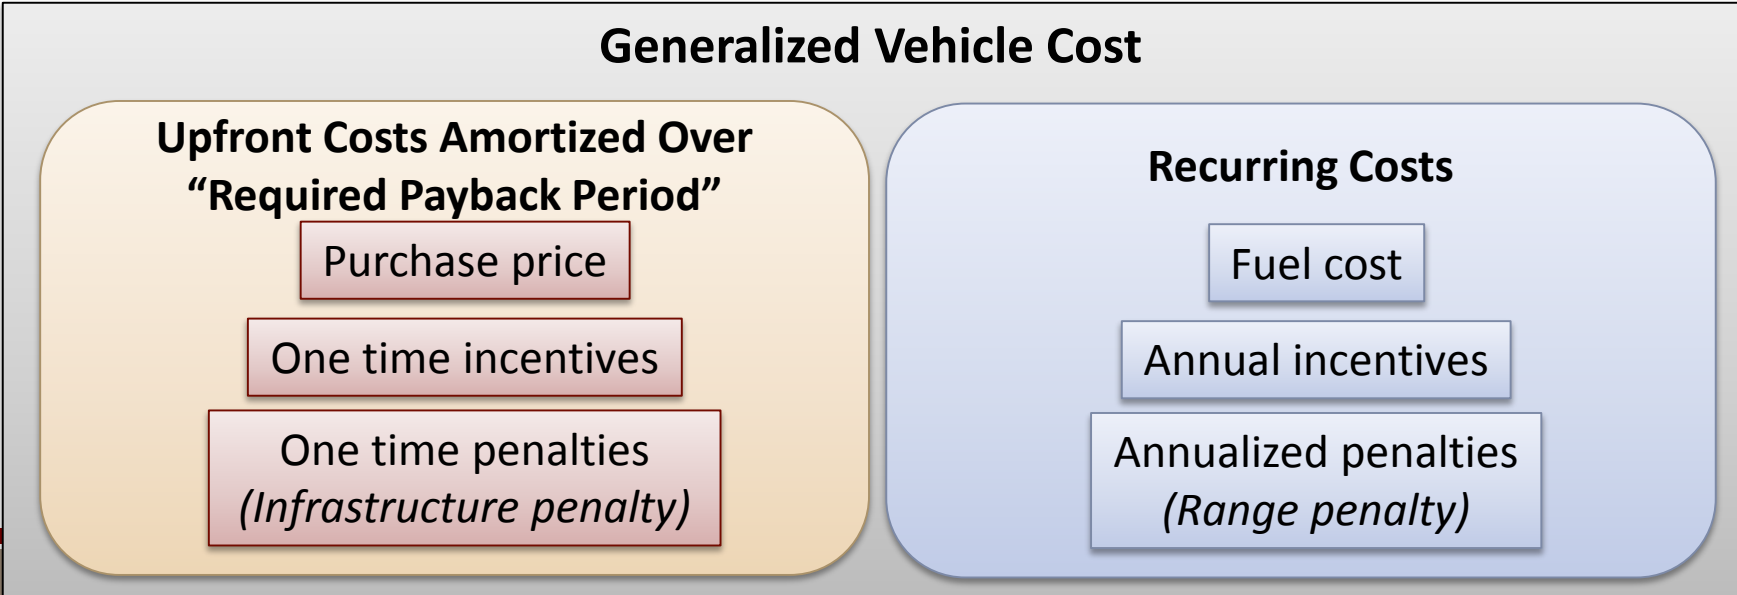 Generalized Vehicle Cost
Upfront Costs Amortized Over
“Required Payback Period”
Purchase price
One time incentives
One time penalties
(Infrastructure penalty)
Recurring Costs
Fuel cost
Annual incentives
Annualized penalties
(Range penalty)